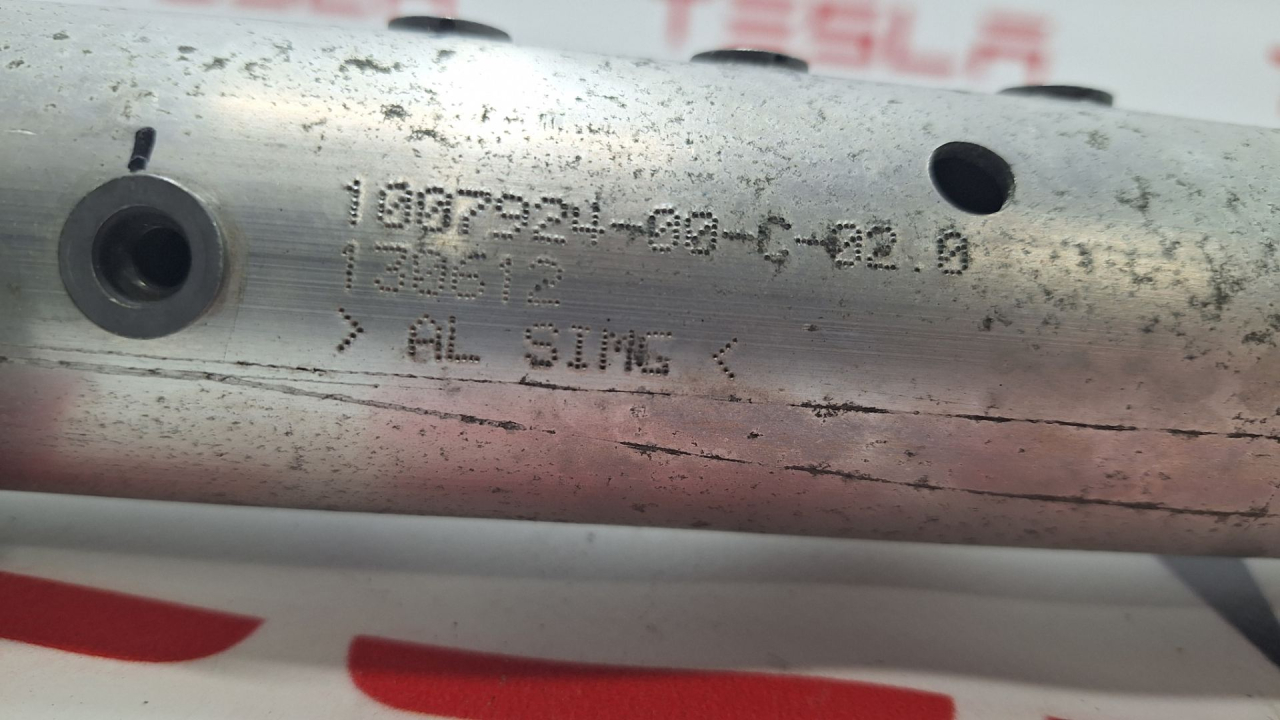 TESLA
1007924-00-C-02.0
130612
> AL SIMG <